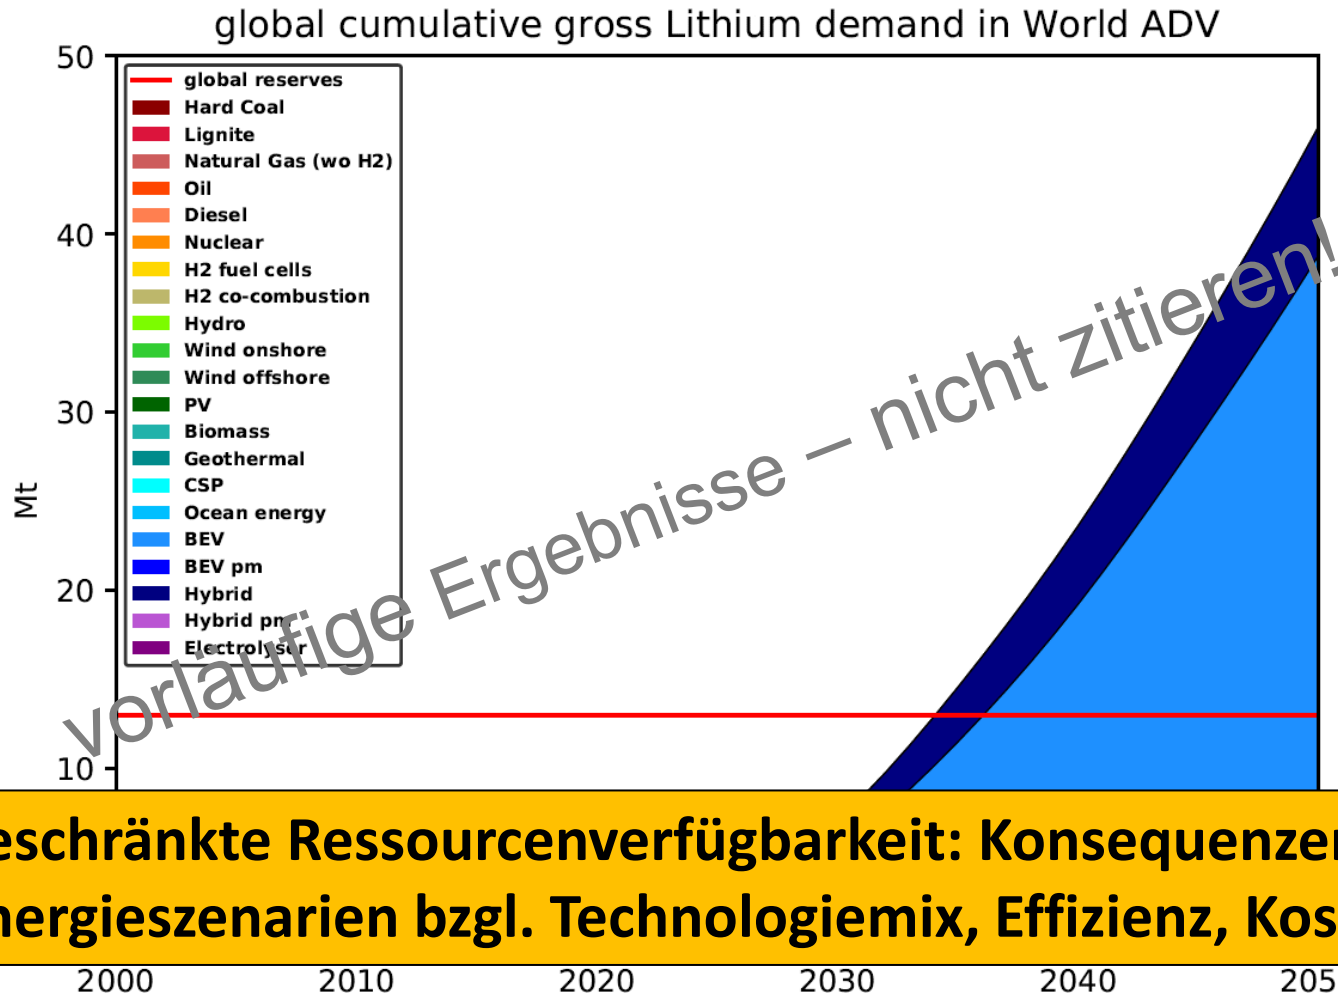 global cumulative gross Lithium demand in World ADV
50
40
30
20
10
Mt
global reserves
Hard Coal
Lignite
Natural Gas (wo H2)
Oil
Diesel
Nuclear
H2 fuel cells
H2 co-combustion
Hydro
Wind onshore
Wind offshore
PV
Biomass
Geothermal
CSP
Ocean energy
BEV
BEV pm
Hybrid
Hybrid pm
Electrolyser
vorläufige Ergebnisse – nicht zitieren!
eschränkte Ressourcenverfügbarkeit: Konsequenzen
nergieszenarien bzgl. Technologiemix, Effizienz, Kos
2000 2010 2020 2030 2040 205